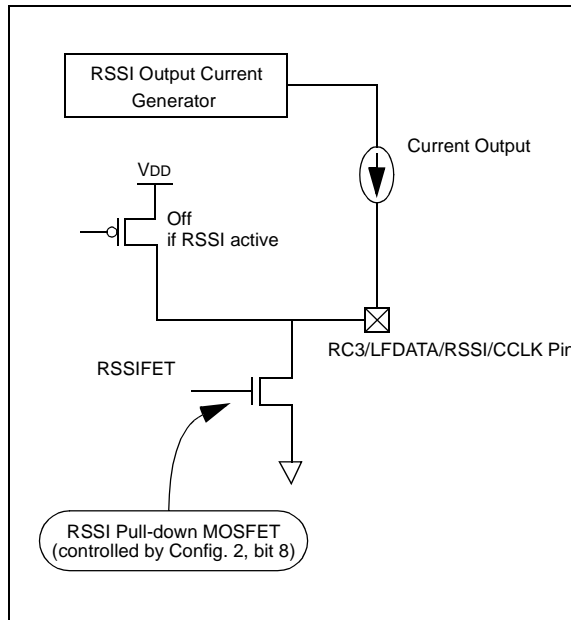 RSSI Output Current
Generator
Current Output
VDD
Off
if RSSI active
RC3/LFDATA/RSSI/CCLK Pin
RSSIFET
RSSI Pull-down MOSFET
(controlled by Config. 2, bit 8)